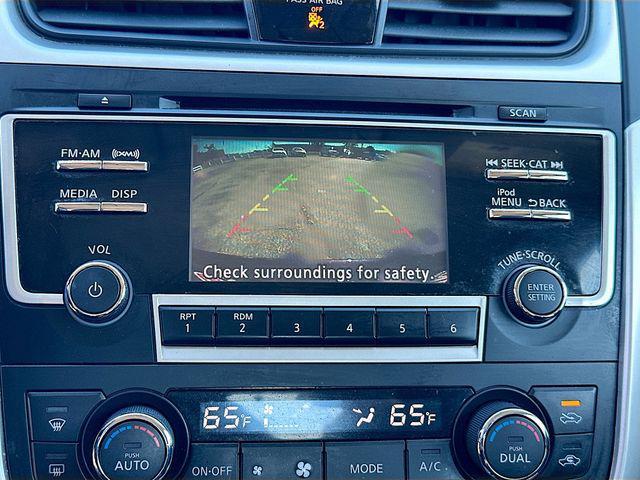 PASS AIR BAG
OFF
2
SCAN
FM·AM ((XM))
MEDIA DISP
VOL
SEEK·CAT
iPod
MENU BACK
TUNE·SCROLL
ENTER
SETTING
Check surroundings for safety.
RPT RDM
1 2 3 4 5 6
65°F 65°F
PUSH
AUTO
ON·OFF
MODE
A/C
PUSH
DUAL